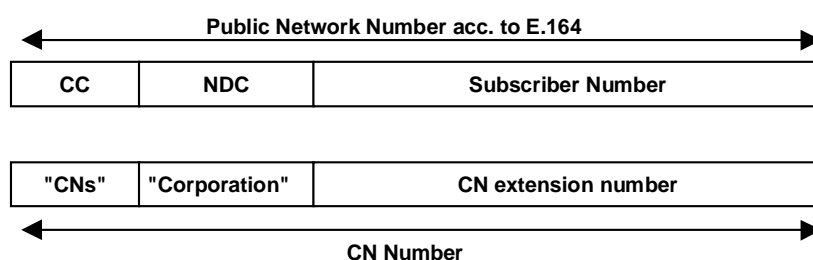 Public Network Number acc. to E.164
CC NDC Subscriber Number
"CNs" "Corporation" CN extension number
CN Number